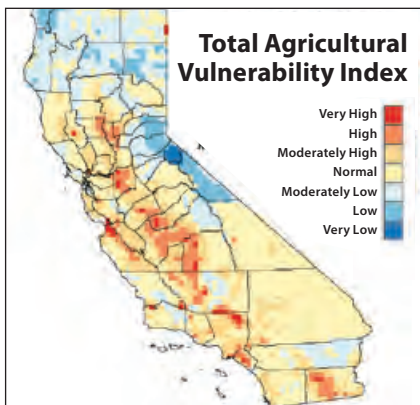 Total Agricultural
Vulnerability Index
Very High
High
Moderately High
Normal
Moderately Low
Low
Very Low